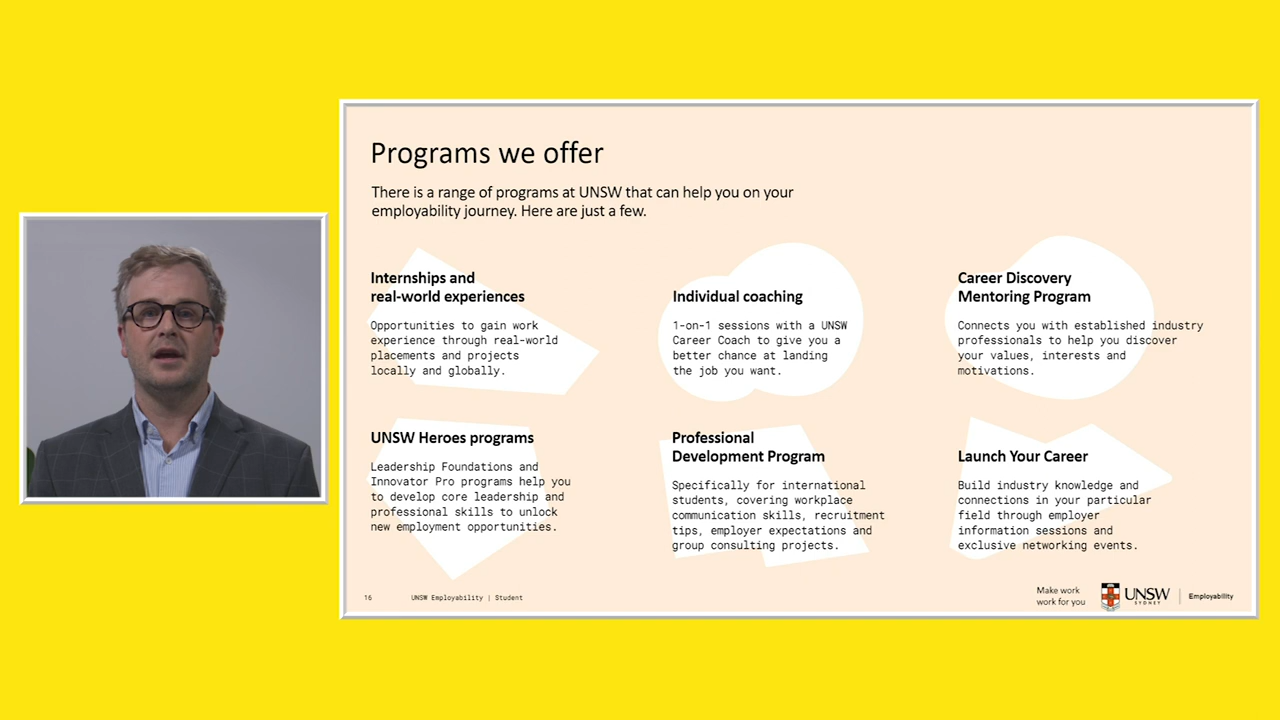 Programs we offer
There is a range of programs at UNSW that can help you on your
employability journey. Here are just a few.
Internships and
real-world experiences
Opportunities to gain work
experience through real-world
placements and projects
locally and globally.
Individual coaching
1-on-1 sessions with a UNSW
Career Coach to give you a
better chance at landing
the job you want.
Career Discovery
Mentoring Program
Connects you with established industry
professionals to help you discover
your values, interests and
motivations.
UNSW Heroes programs
Leadership Foundations and
Innovator Pro programs help you
to develop core leadership and
professional skills to unlock
new employment opportunities.
Professional
Development Program
Specifically for international
students, covering workplace
communication skills, recruitment
tips, employer expectations and
group consulting projects.
Launch Your Career
Build industry knowledge and
connections in your particular
field through employer
information sessions and
exclusive networking events.
16
UNSW Employability | Student
Make work
work for you
UNSW
SYDNEY
Employability